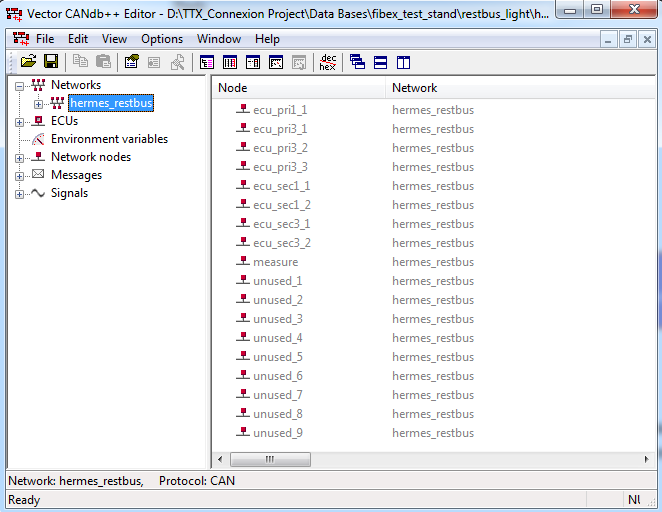 Vector CANdb++ Editor - D:\TTX_Connexion Project\Data Bases\fibex_test_stand\restbus_light\h...
File Edit View Options Window Help
.dec
hex
Networks
hermes_restbus
ECUs
Environment variables
Network nodes
Messages
Signals
Node Network
ecu_pri1_1 hermes_restbus
ecu_pri3_1 hermes_restbus
ecu_pri3_2 hermes_restbus
ecu_pri3_3 hermes_restbus
ecu_sec1_1 hermes_restbus
ecu_sec1_2 hermes_restbus
ecu_sec3_1 hermes_restbus
ecu_sec3_2 hermes_restbus
measure hermes_restbus
unused_1 hermes_restbus
unused_2 hermes_restbus
unused_3 hermes_restbus
unused_4 hermes_restbus
unused_5 hermes_restbus
unused_6 hermes_restbus
unused_7 hermes_restbus
unused_8 hermes_restbus
unused_9 hermes_restbus
Network: hermes_restbus, Protocol: CAN
Ready